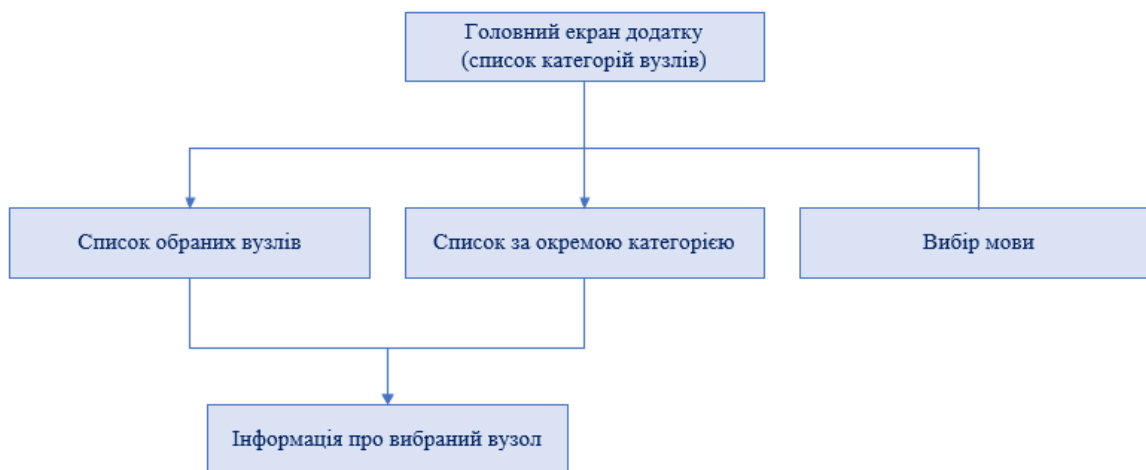 Головний екран додатку
(список категорій вузлів)
Список обраних вузлів
Список за окремою категорією
Вибір мови
Інформація про вибраний вузол